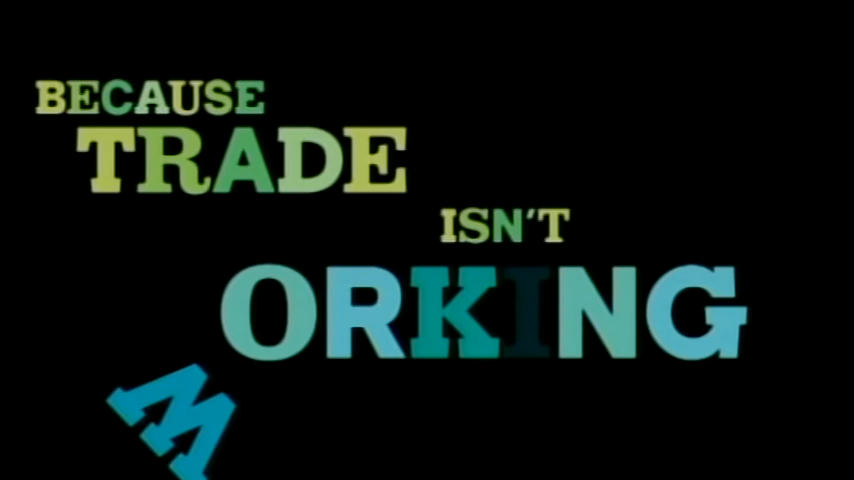 BECAUSE
TRADE
ISN'T
ORKING
W